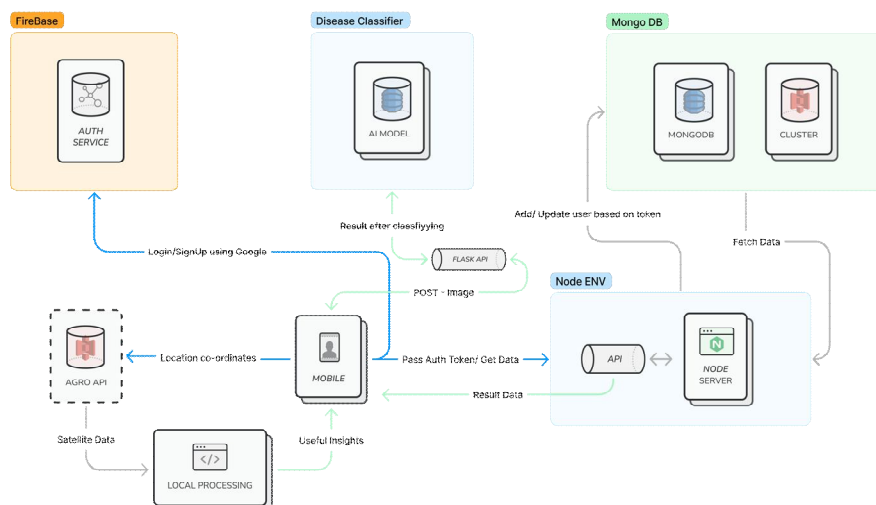 FireBase
Disease Classifier
Mongo DB
AUTH
SERVICE
AI MODEL
MONGODB
CLUSTER
Result efter classfiyying
Add/ Update user based on token
Login/SignUp using Google
FLASK API
Fetch Data
POST - Image
Node ENV
AGRO API
Location co-ordinates
MOBILE
Pass Auth Token/ Get Data
API
NODE
SERVER
Result Data
Satellite Data
Useful Insights
LOCAL PROCESSING